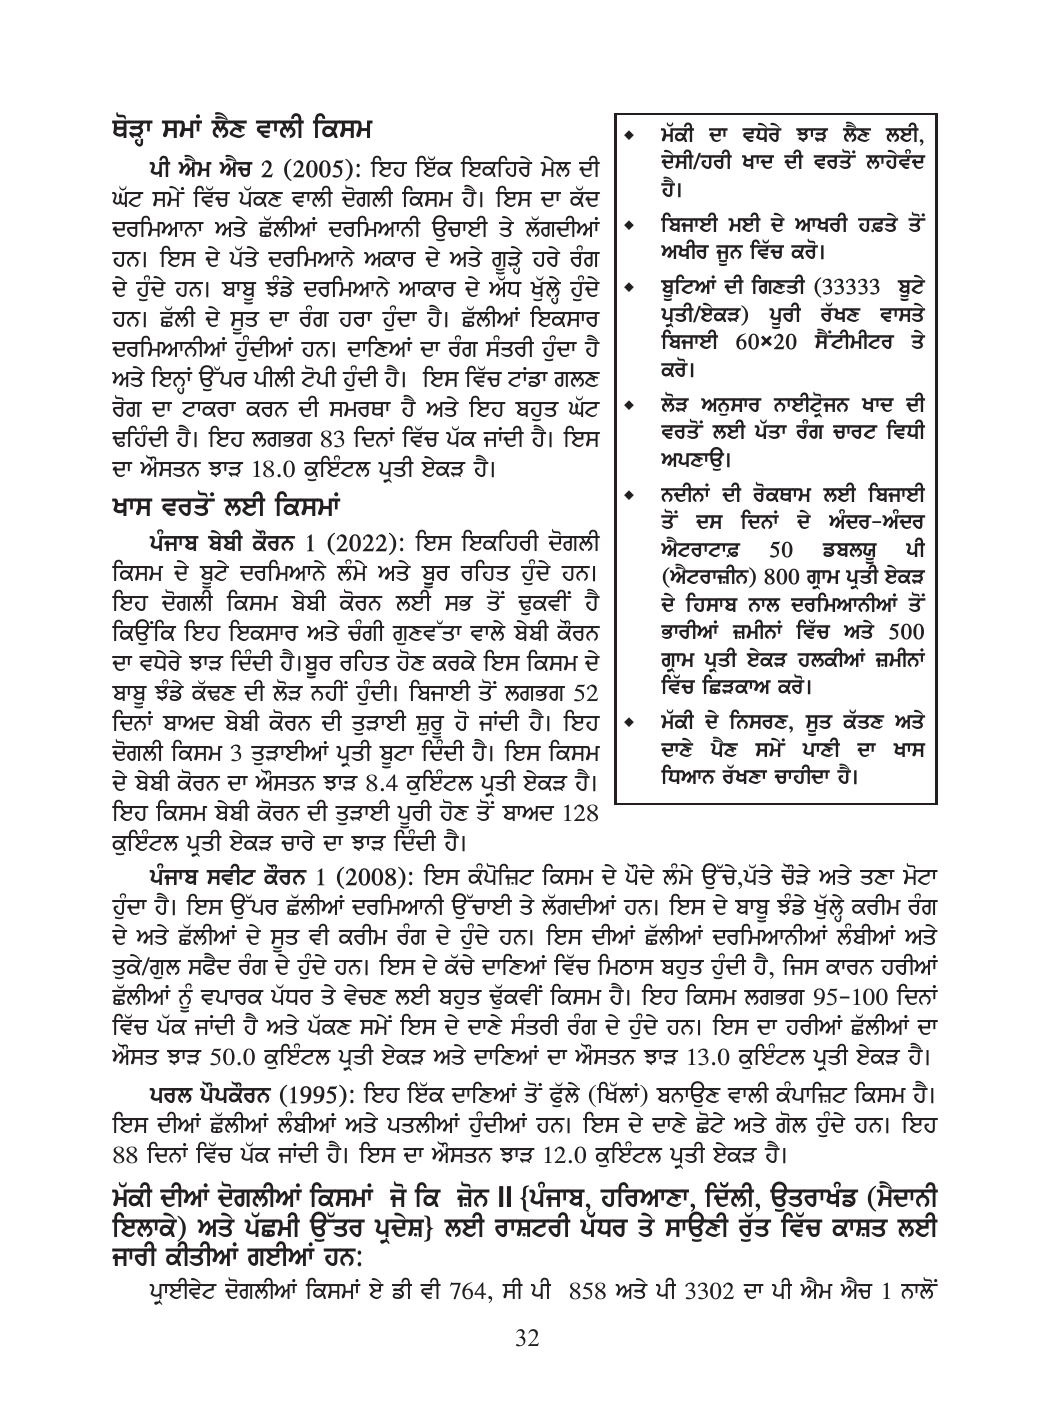 ਥੋੜ੍ਹਾ ਸਮਾਂ ਲੈਣ ਵਾਲੀ ਕਿਸਮ
ਪੀ ਐਮ ਐਚ 2 (2005): ਇਹ ਇੱਕ ਇਕਹਿਰੇ ਮੇਲ ਦੀ
ਘੱਟ ਸਮੇਂ ਵਿੱਚ ਪੱਕਣ ਵਾਲੀ ਦੋਗਲੀ ਕਿਸਮ ਹੈ। ਇਸ ਦਾ ਕੱਦ
ਦਰਮਿਆਨਾ ਅਤੇ ਛੱਲੀਆਂ ਦਰਮਿਆਨੀ ਉਚਾਈ ਤੇ ਲੱਗਦੀਆਂ
ਹਨ। ਇਸ ਦੇ ਪੱਤੇ ਦਰਮਿਆਨੇ ਅਕਾਰ ਦੇ ਅਤੇ ਗੂੜ੍ਹੇ ਹਰੇ ਰੰਗ
ਦੇ ਹੁੰਦੇ ਹਨ। ਬਾਬੂ ਝੰਡੇ ਦਰਮਿਆਨੇ ਆਕਾਰ ਦੇ ਅੱਧ ਖੁੱਲ੍ਹੇ ਹੁੰਦੇ
ਹਨ। ਛੱਲੀ ਦੇ ਸੂਤ ਦਾ ਰੰਗ ਹਰਾ ਹੁੰਦਾ ਹੈ। ਛੱਲੀਆਂ ਇਕਸਾਰ
ਦਰਮਿਆਨੀਆਂ ਹੁੰਦੀਆਂ ਹਨ। ਦਾਣਿਆਂ ਦਾ ਰੰਗ ਸੰਤਰੀ ਹੁੰਦਾ ਹੈ
ਅਤੇ ਇਨ੍ਹਾਂ ਉੱਪਰ ਪੀਲੀ ਟੋਪੀ ਹੁੰਦੀ ਹੈ। ਇਸ ਵਿੱਚ ਟਾਂਡਾ ਗਲਣ
ਰੋਗ ਦਾ ਟਾਕਰਾ ਕਰਨ ਦੀ ਸਮਰਥਾ ਹੈ ਅਤੇ ਇਹ ਬਹੁਤ ਘੱਟ
ਢਹਿੰਦੀ ਹੈ। ਇਹ ਲਗਭਗ 83 ਦਿਨਾਂ ਵਿੱਚ ਪੱਕ ਜਾਂਦੀ ਹੈ। ਇਸ
ਦਾ ਔਸਤਨ ਝਾੜ 18.0 ਕੁਇੰਟਲ ਪ੍ਰਤੀ ਏਕੜ ਹੈ।
ਖਾਸ ਵਰਤੋਂ ਲਈ ਕਿਸਮਾਂ
ਪੰਜਾਬ ਬੇਬੀ ਕੌਰਨ 1 (2022): ਇਸ ਇਕਹਿਰੀ ਦੋਗਲੀ
ਕਿਸਮ ਦੇ ਬੂਟੇ ਦਰਮਿਆਨੇ ਲੰਮੇ ਅਤੇ ਬੂਰ ਰਹਿਤ ਹੁੰਦੇ ਹਨ।
ਇਹ ਦੋਗਲੀ ਕਿਸਮ ਬੇਬੀ ਕੋਰਨ ਲਈ ਸਭ ਤੋਂ ਢੁਕਵੀਂ ਹੈ
ਕਿਉਂਕਿ ਇਹ ਇਕਸਾਰ ਅਤੇ ਚੰਗੀ ਗੁਣਵੱਤਾ ਵਾਲੇ ਬੇਬੀ ਕੌਰਨ
ਦਾ ਵਧੇਰੇ ਝਾੜ ਦਿੰਦੀ ਹੈ।ਬੂਰ ਰਹਿਤ ਹੋਣ ਕਰਕੇ ਇਸ ਕਿਸਮ ਦੇ
ਬਾਬੂ ਝੰਡੇ ਕੱਢਣ ਦੀ ਲੋੜ ਨਹੀਂ ਹੁੰਦੀ। ਬਿਜਾਈ ਤੋਂ ਲਗਭਗ 52
ਦਿਨਾਂ ਬਾਅਦ ਬੇਬੀ ਕੋਰਨ ਦੀ ਤੁੜਾਈ ਸ਼ੁਰੂ ਹੋ ਜਾਂਦੀ ਹੈ। ਇਹ
ਦੋਗਲੀ ਕਿਸਮ 3 ਤੁੜਾਈਆਂ ਪ੍ਰਤੀ ਬੂਟਾ ਦਿੰਦੀ ਹੈ। ਇਸ ਕਿਸਮ
ਦੇ ਬੇਬੀ ਕੋਰਨ ਦਾ ਔਸਤਨ ਝਾੜ 8.4 ਕੁਇੰਟਲ ਪ੍ਰਤੀ ਏਕੜ ਹੈ।
ਇਹ ਕਿਸਮ ਬੇਬੀ ਕੋਰਨ ਦੀ ਤੁੜਾਈ ਪੂਰੀ ਹੋਣ ਤੋਂ ਬਾਅਦ 128
ਕੁਇੰਟਲ ਪ੍ਰਤੀ ਏਕੜ ਚਾਰੇ ਦਾ ਝਾੜ ਦਿੰਦੀ ਹੈ।
◆ ਮੱਕੀ ਦਾ ਵਧੇਰੇ ਝਾੜ ਲੈਣ ਲਈ,
ਦੇਸੀ/ਹਰੀ ਖਾਦ ਦੀ ਵਰਤੋਂ ਲਾਹੇਵੰਦ
ਹੈ।
◆ ਬਿਜਾਈ ਮਈ ਦੇ ਆਖਰੀ ਹਫ਼ਤੇ ਤੋਂ
ਅਖੀਰ ਜੂਨ ਵਿੱਚ ਕਰੋ।
◆ ਬੂਟਿਆਂ ਦੀ ਗਿਣਤੀ (33333 ਬੂਟੇ
ਪ੍ਰਤੀ/ਏਕੜ) ਪੂਰੀ ਰੱਖਣ ਵਾਸਤੇ
ਬਿਜਾਈ 60×20 ਸੈਂਟੀਮੀਟਰ ਤੇ
ਕਰੋ।
◆ ਲੋੜ ਅਨੁਸਾਰ ਨਾਈਟ੍ਰੋਜਨ ਖਾਦ ਦੀ
ਵਰਤੋਂ ਲਈ ਪੱਤਾ ਰੰਗ ਚਾਰਟ ਵਿਧੀ
ਅਪਣਾਉ।
◆ ਨਦੀਨਾਂ ਦੀ ਰੋਕਥਾਮ ਲਈ ਬਿਜਾਈ
ਤੋਂ ਦਸ ਦਿਨਾਂ ਦੇ ਅੰਦਰ-ਅੰਦਰ
ਐਟਰਾਟਾਫ਼ 50 ਡਬਲਯੂ ਪੀ
(ਐਟਰਾਜ਼ੀਨ) 800 ਗ੍ਰਾਮ ਪ੍ਰਤੀ ਏਕੜ
ਦੇ ਹਿਸਾਬ ਨਾਲ ਦਰਮਿਆਨੀਆਂ ਤੋਂ
ਭਾਰੀਆਂ ਜ਼ਮੀਨਾਂ ਵਿੱਚ ਅਤੇ 500
ਗ੍ਰਾਮ ਪ੍ਰਤੀ ਏਕੜ ਹਲਕੀਆਂ ਜ਼ਮੀਨਾਂ
ਵਿੱਚ ਛਿੜਕਾਅ ਕਰੋ।
◆ ਮੱਕੀ ਦੇ ਨਿਸਰਣ, ਸੂਤ ਕੱਤਣ ਅਤੇ
ਦਾਣੇ ਪੈਣ ਸਮੇਂ ਪਾਣੀ ਦਾ ਖਾਸ
ਧਿਆਨ ਰੱਖਣਾ ਚਾਹੀਦਾ ਹੈ।
ਪੰਜਾਬ ਸਵੀਟ ਕੌਰਨ 1 (2008): ਇਸ ਕੰਪੋਜ਼ਿਟ ਕਿਸਮ ਦੇ ਪੌਦੇ ਲੰਮੇ ਉੱਚੇ,ਪੱਤੇ ਚੌੜੇ ਅਤੇ ਤਣਾ ਮੋਟਾ
ਹੁੰਦਾ ਹੈ। ਇਸ ਉੱਪਰ ਛੱਲੀਆਂ ਦਰਮਿਆਨੀ ਉੱਚਾਈ ਤੇ ਲੱਗਦੀਆਂ ਹਨ। ਇਸ ਦੇ ਬਾਬੂ ਝੰਡੇ ਖੁੱਲ੍ਹੇ ਕਰੀਮ ਰੰਗ
ਦੇ ਅਤੇ ਛੱਲੀਆਂ ਦੇ ਸੂਤ ਵੀ ਕਰੀਮ ਰੰਗ ਦੇ ਹੁੰਦੇ ਹਨ। ਇਸ ਦੀਆਂ ਛੱਲੀਆਂ ਦਰਮਿਆਨੀਆਂ ਲੰਬੀਆਂ ਅਤੇ
ਤੁਕੇ/ਗੁਲ ਸਫੈਦ ਰੰਗ ਦੇ ਹੁੰਦੇ ਹਨ। ਇਸ ਦੇ ਕੱਚੇ ਦਾਣਿਆਂ ਵਿੱਚ ਮਿਠਾਸ ਬਹੁਤ ਹੁੰਦੀ ਹੈ, ਜਿਸ ਕਾਰਨ ਹਰੀਆਂ
ਛੱਲੀਆਂ ਨੂੰ ਵਪਾਰਕ ਪੱਧਰ ਤੇ ਵੇਚਣ ਲਈ ਬਹੁਤ ਢੁੱਕਵੀਂ ਕਿਸਮ ਹੈ। ਇਹ ਕਿਸਮ ਲਗਭਗ 95-100 ਦਿਨਾਂ
ਵਿੱਚ ਪੱਕ ਜਾਂਦੀ ਹੈ ਅਤੇ ਪੱਕਣ ਸਮੇਂ ਇਸ ਦੇ ਦਾਣੇ ਸੰਤਰੀ ਰੰਗ ਦੇ ਹੁੰਦੇ ਹਨ। ਇਸ ਦਾ ਹਰੀਆਂ ਛੱਲੀਆਂ ਦਾ
ਔਸਤ ਝਾੜ 50.0 ਕੁਇੰਟਲ ਪ੍ਰਤੀ ਏਕੜ ਅਤੇ ਦਾਣਿਆਂ ਦਾ ਔਸਤਨ ਝਾੜ 13.0 ਕੁਇੰਟਲ ਪ੍ਰਤੀ ਏਕੜ ਹੈ।
ਪਰਲ ਪੌਪਕੌਰਨ (1995): ਇਹ ਇੱਕ ਦਾਣਿਆਂ ਤੋਂ ਫੁੱਲੇ (ਖਿੱਲਾਂ) ਬਨਾਉਣ ਵਾਲੀ ਕੰਪਾਜ਼ਿਟ ਕਿਸਮ ਹੈ।
ਇਸ ਦੀਆਂ ਛੱਲੀਆਂ ਲੰਬੀਆਂ ਅਤੇ ਪਤਲੀਆਂ ਹੁੰਦੀਆਂ ਹਨ। ਇਸ ਦੇ ਦਾਣੇ ਛੋਟੇ ਅਤੇ ਗੋਲ ਹੁੰਦੇ ਹਨ। ਇਹ
88 ਦਿਨਾਂ ਵਿੱਚ ਪੱਕ ਜਾਂਦੀ ਹੈ। ਇਸ ਦਾ ਔਸਤਨ ਝਾੜ 12.0 ਕੁਇੰਟਲ ਪ੍ਰਤੀ ਏਕੜ ਹੈ।
ਮੱਕੀ ਦੀਆਂ ਦੋਗਲੀਆਂ ਕਿਸਮਾਂ ਜੋ ਕਿ ਜ਼ੋਨ II {ਪੰਜਾਬ, ਹਰਿਆਣਾ, ਦਿੱਲੀ, ਉਤਰਾਖੰਡ (ਮੈਦਾਨੀ
ਇਲਾਕੇ) ਅਤੇ ਪੱਛਮੀ ਉੱਤਰ ਪ੍ਰਦੇਸ਼} ਲਈ ਰਾਸ਼ਟਰੀ ਪੱਧਰ ਤੇ ਸਾਉਣੀ ਰੁੱਤ ਵਿੱਚ ਕਾਸ਼ਤ ਲਈ
ਜਾਰੀ ਕੀਤੀਆਂ ਗਈਆਂ ਹਨ:
ਪ੍ਰਾਈਵੇਟ ਦੋਗਲੀਆਂ ਕਿਸਮਾਂ ਏ ਡੀ ਵੀ 764, ਸੀ ਪੀ 858 ਅਤੇ ਪੀ 3302 ਦਾ ਪੀ ਐਮ ਐਚ 1 ਨਾਲੋਂ
32